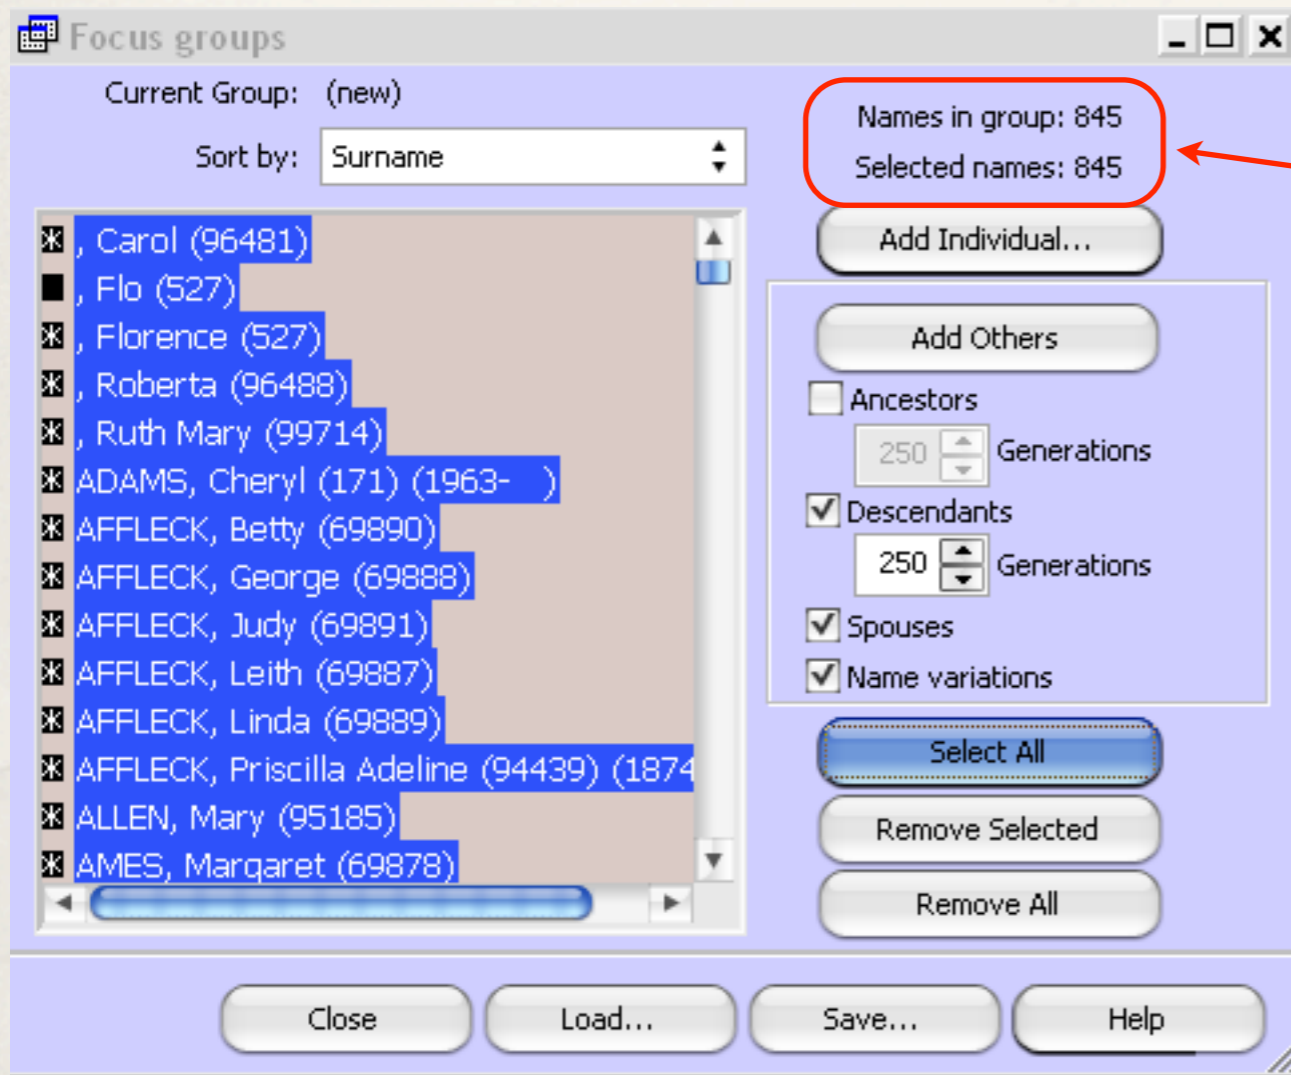 Focus groups
Current Group: (new)
Sort by: Surname
Names in group: 845
Selected names: 845
, Carol (96481)
, Flo (527)
, Florence (527)
, Roberta (96488)
, Ruth Mary (99714)
ADAMS, Cheryl (171) (1963-   )
AFFLECK, Betty (69890)
AFFLECK, George (69888)
AFFLECK, Judy (69891)
AFFLECK, Leith (69887)
AFFLECK, Linda (69889)
AFFLECK, Priscilla Adeline (94439) (1874
ALLEN, Mary (95185)
AMES, Margaret (69878)
Add Individual...
Add Others
Ancestors
250 Generations
Descendants
250 Generations
Spouses
Name variations
Select All
Remove Selected
Remove All
Close
Load...
Save...
Help